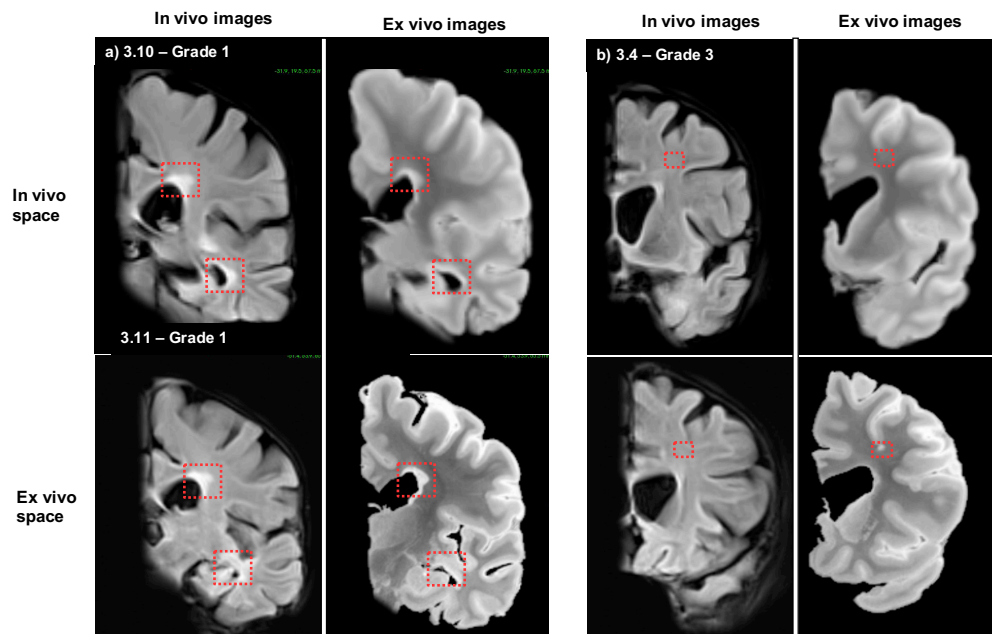 In vivo images
Ex vivo images
In vivo images
Ex vivo images
a) 3.10 – Grade 1
b) 3.4 – Grade 3
In vivo
space
3.11 – Grade 1
Ex vivo
space